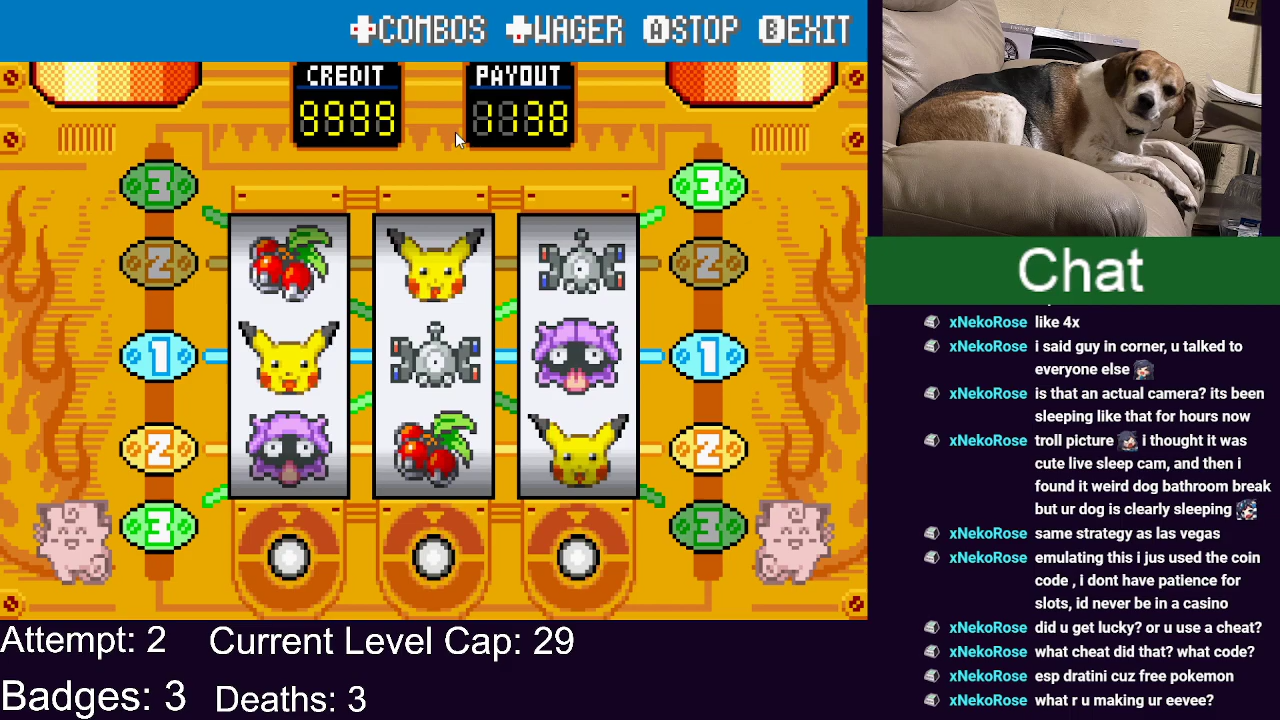 COMBOS WAGER A STOP B EXIT
CREDIT PAYOUT
9999 138
3 3
2 2
1 1
2 2
3 3
Attempt: 2 Current Level Cap: 29
Badges: 3 Deaths: 3
Chat
xNekoRose like 4x
xNekoRose i said guy in corner, u talked to
everyone else
xNekoRose is that an actual camera? its been
sleeping like that for hours now
xNekoRose troll picture i thought it was
cute live sleep cam, and then i
found it weird dog bathroom break
but ur dog is clearly sleeping
xNekoRose same strategy as las vegas
xNekoRose emulating this i jus used the coin
code , i dont have patience for
slots, id never be in a casino
xNekoRose did u get lucky? or u use a cheat?
xNekoRose what cheat did that? what code?
xNekoRose esp dratini cuz free pokemon
xNekoRose what r u making ur eevee?